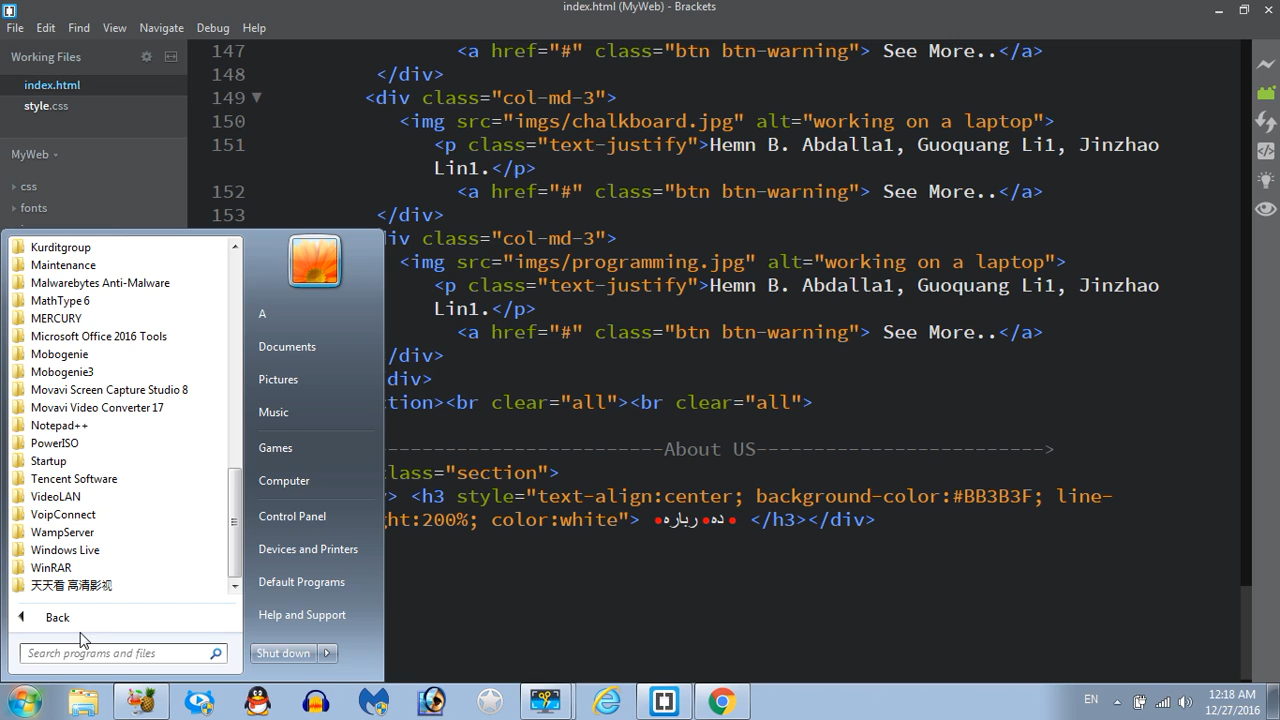 index.html (MyWeb) - Brackets
File Edit Find View Navigate Debug Help
Working Files
index.html
style.css
MyWeb
css
fonts
147 <a href="#" class="btn btn-warning"> See More..</a>
148 </div>
149 <div class="col-md-3">
150 <img src="imgs/chalkboard.jpg" alt="working on a laptop">
151 <p class="text-justify">Hemn B. Abdalla1, Guoquang Li1, Jinzhao
Lin1.</p>
152 <a href="#" class="btn btn-warning"> See More..</a>
153 </div>
iv class="col-md-3">
<img src="imgs/programming.jpg" alt="working on a laptop">
<p class="text-justify">Hemn B. Abdalla1, Guoquang Li1, Jinzhao
Lin1.</p>
<a href="#" class="btn btn-warning"> See More..</a>
/div>
div>
ction><br clear="all"><br clear="all">
------------------------About US------------------------>
class="section">
> <h3 style="text-align:center; background-color:#BB3B3F; line-
ght:200%; color:white"> •ده‌• رباره‌• </h3></div>
Kurditgroup
Maintenance
Malwarebytes Anti-Malware
MathType 6
MERCURY
Microsoft Office 2016 Tools
Mobogenie
Mobogenie3
Movavi Screen Capture Studio 8
Movavi Video Converter 17
Notepad++
PowerISO
Startup
Tencent Software
VideoLAN
VoipConnect
WampServer
Windows Live
WinRAR
天天看 高清影视
Back
Search programs and files
A
Documents
Pictures
Music
Games
Computer
Control Panel
Devices and Printers
Default Programs
Help and Support
Shut down
EN
12:18 AM
12/27/2016